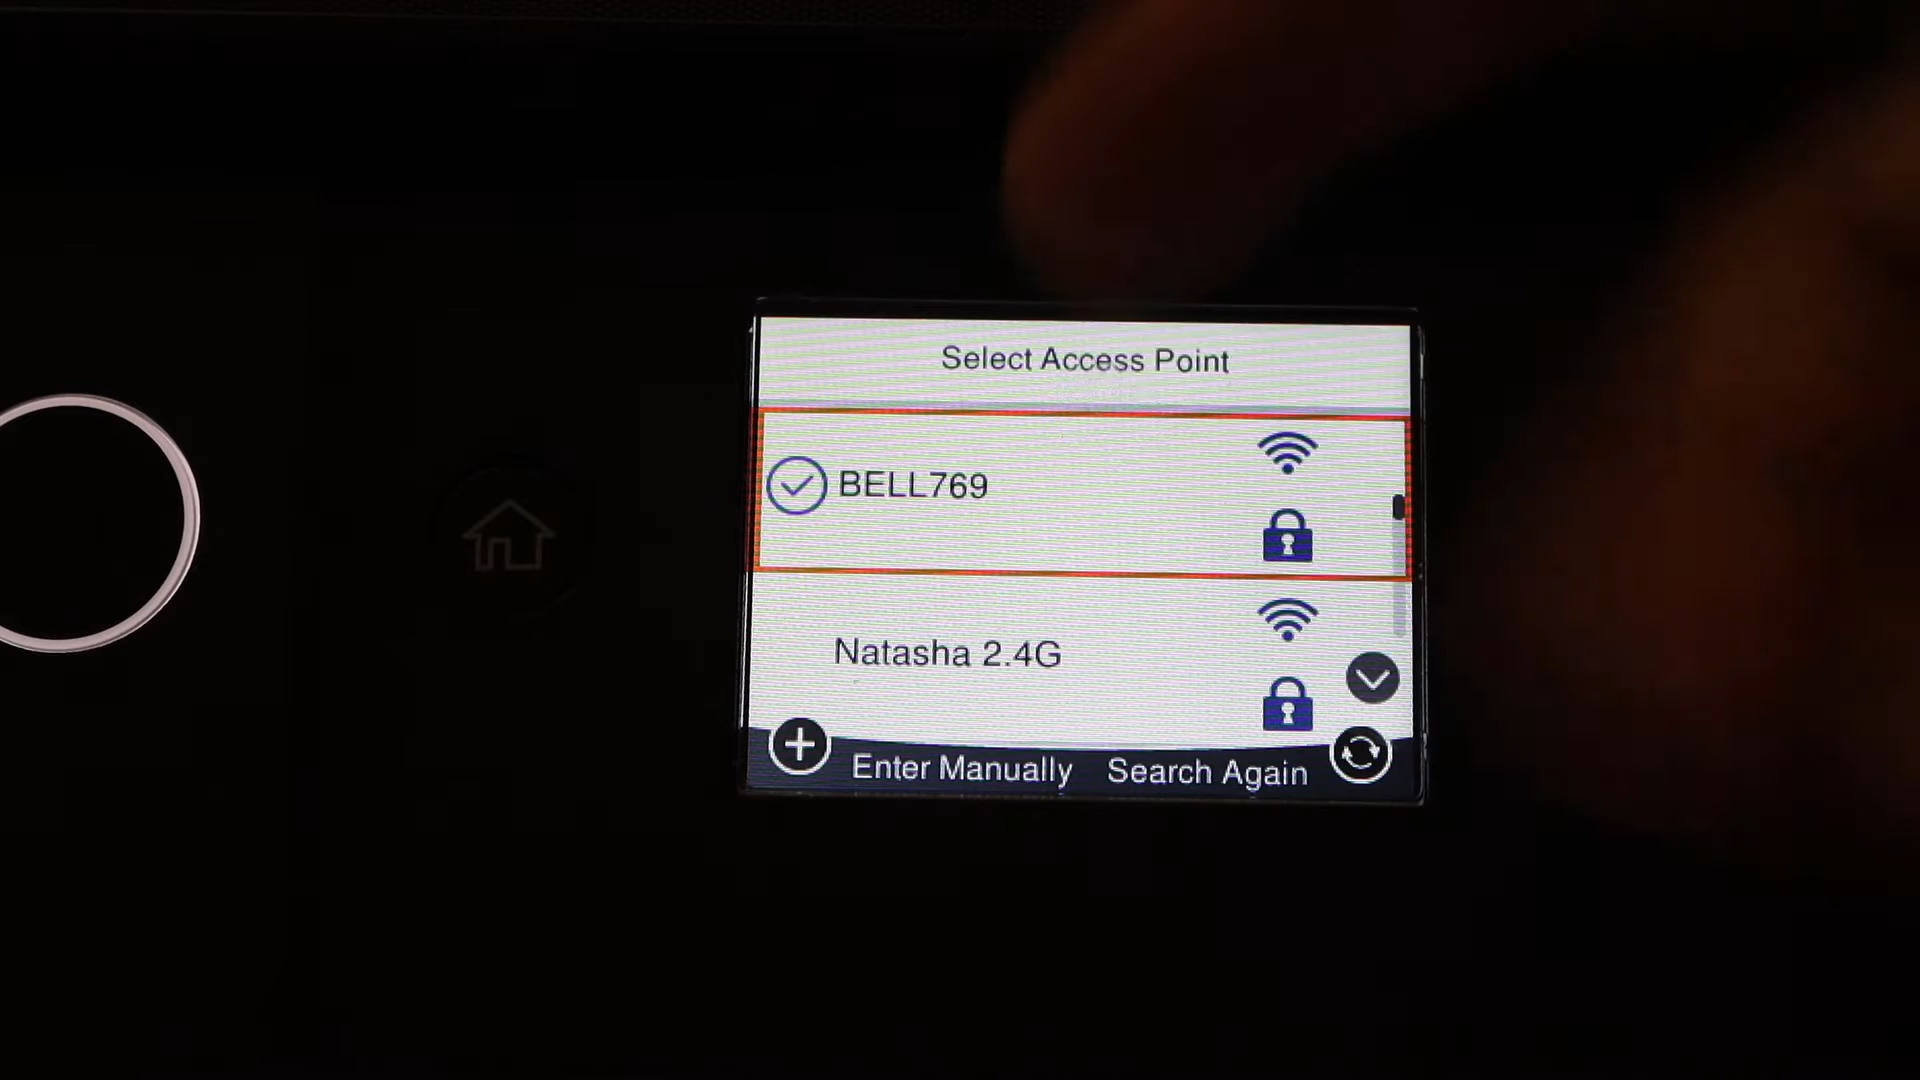 Select Access Point
BELL769
Natasha 2.4G
Enter Manually Search Again